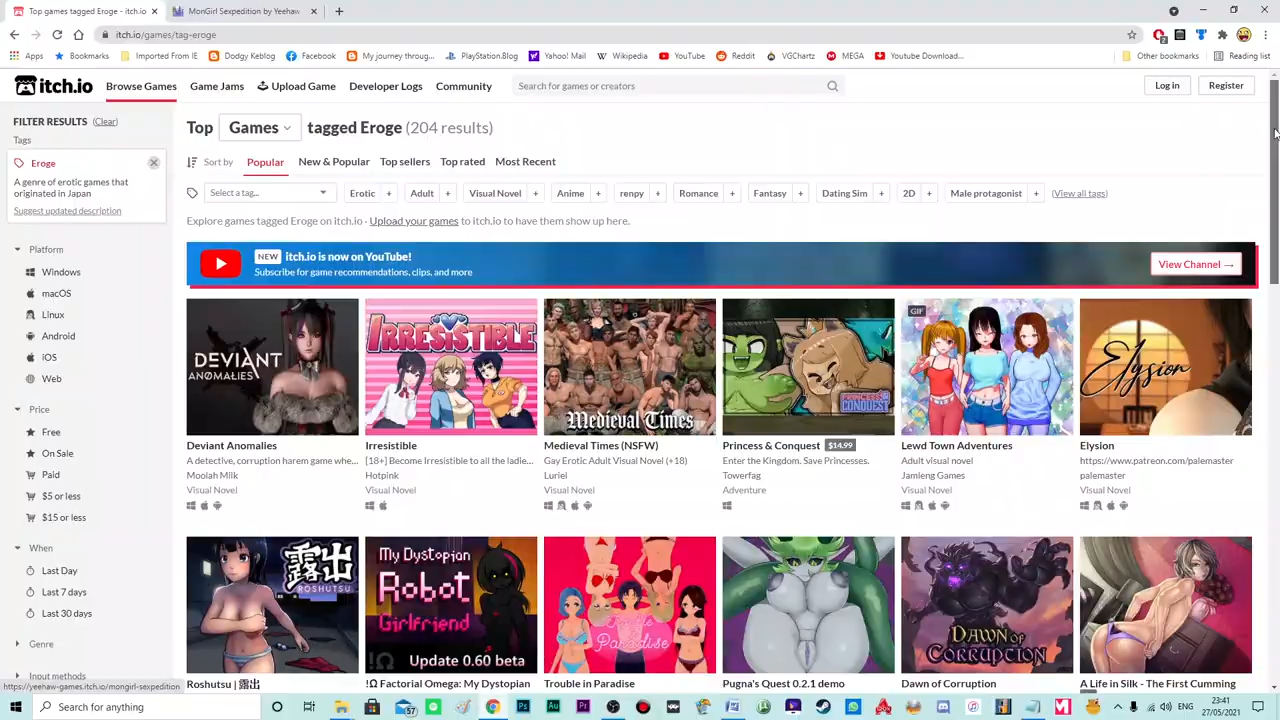 Top games tagged Eroge - itch.io
MonGirl Sexpedition by Yeehaw
itch.io/games/tag-eroge
Apps
Bookmarks
Imported From IE
Dodgy Keblog
Facebook
My journey throug...
PlayStation.Blog
Yahoo! Mail
Wikipedia
YouTube
Reddit
VGChartz
MEGA
Youtube Download...
Other bookmarks
Reading list
itch.io
Browse Games
Game Jams
Upload Game
Developer Logs
Community
Search for games or creators
Log in
Register
FILTER RESULTS (Clear)
Tags
Eroge
A genre of erotic games that
originated in Japan
Suggest updated description
Platform
Windows
macOS
Linux
Android
iOS
Web
Price
Free
On Sale
Paid
$5 or less
$15 or less
When
Last Day
Last 7 days
Last 30 days
Genre
Input methods
Top Games tagged Eroge (204 results)
Sort by
Popular
New & Popular
Top sellers
Top rated
Most Recent
Select a tag...
Erotic +
Adult +
Visual Novel +
Anime +
renpy +
Romance +
Fantasy +
Dating Sim +
2D +
Male protagonist +
(View all tags)
Explore games tagged Eroge on itch.io · Upload your games to itch.io to have them show up here.
NEW itch.io is now on YouTube!
Subscribe for game recommendations, clips, and more
View Channel →
DEVIANT
ANOMALIES
Deviant Anomalies
A detective, corruption harem game whe...
Moolah Milk
Visual Novel
IRRESISTIBLE
Irresistible
[18+] Become Irresistible to all the ladie...
Hotpink
Visual Novel
Medieval Times
Medieval Times (NSFW)
Gay Erotic Adult Visual Novel (+18)
Luriel
Visual Novel
PRINCESS &
CONQUEST
Princess & Conquest $14.99
Enter the Kingdom. Save Princesses.
Towerfag
Adventure
GIF
Lewd Town Adventures
Adult visual novel
Jamleng Games
Visual Novel
Elysion
Elysion
https://www.patreon.com/palemaster
palemaster
Visual Novel
露出
ROSHUTSU
Roshutsu | 露出
My Dystopian
Robot
Girlfriend
!Ω Update 0.60 beta
!Ω Factorial Omega: My Dystopian
Trouble in
Paradise
Trouble in Paradise
Pugna's Quest 0.2.1 demo
DAWN OF
CORRUPTION
Dawn of Corruption
A Life in Silk - The First Cumming
https://yeehaw-games.itch.io/mongirl-sexpedition
Search for anything
57
ENG
23:41
27/05/2021